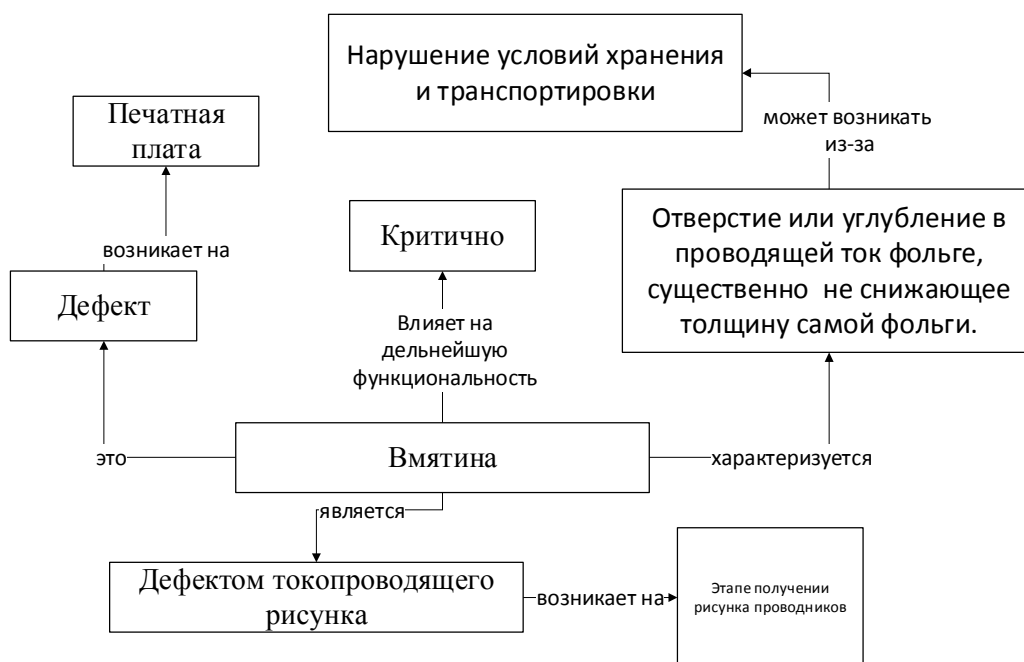 Нарушение условий хранения
и транспортировки
Печатная
плата
может возникать
из-за
Критично
Отверстие или углубление в
проводящей ток фольге,
существенно не снижающее
толщину самой фольги.
возникает на
Дефект
Влияет на
дельнейшую
функциональность
это
Вмятина
характеризуется
является
Дефектом токопроводящего
рисунка
возникает на
Этапе получении
рисунка проводников